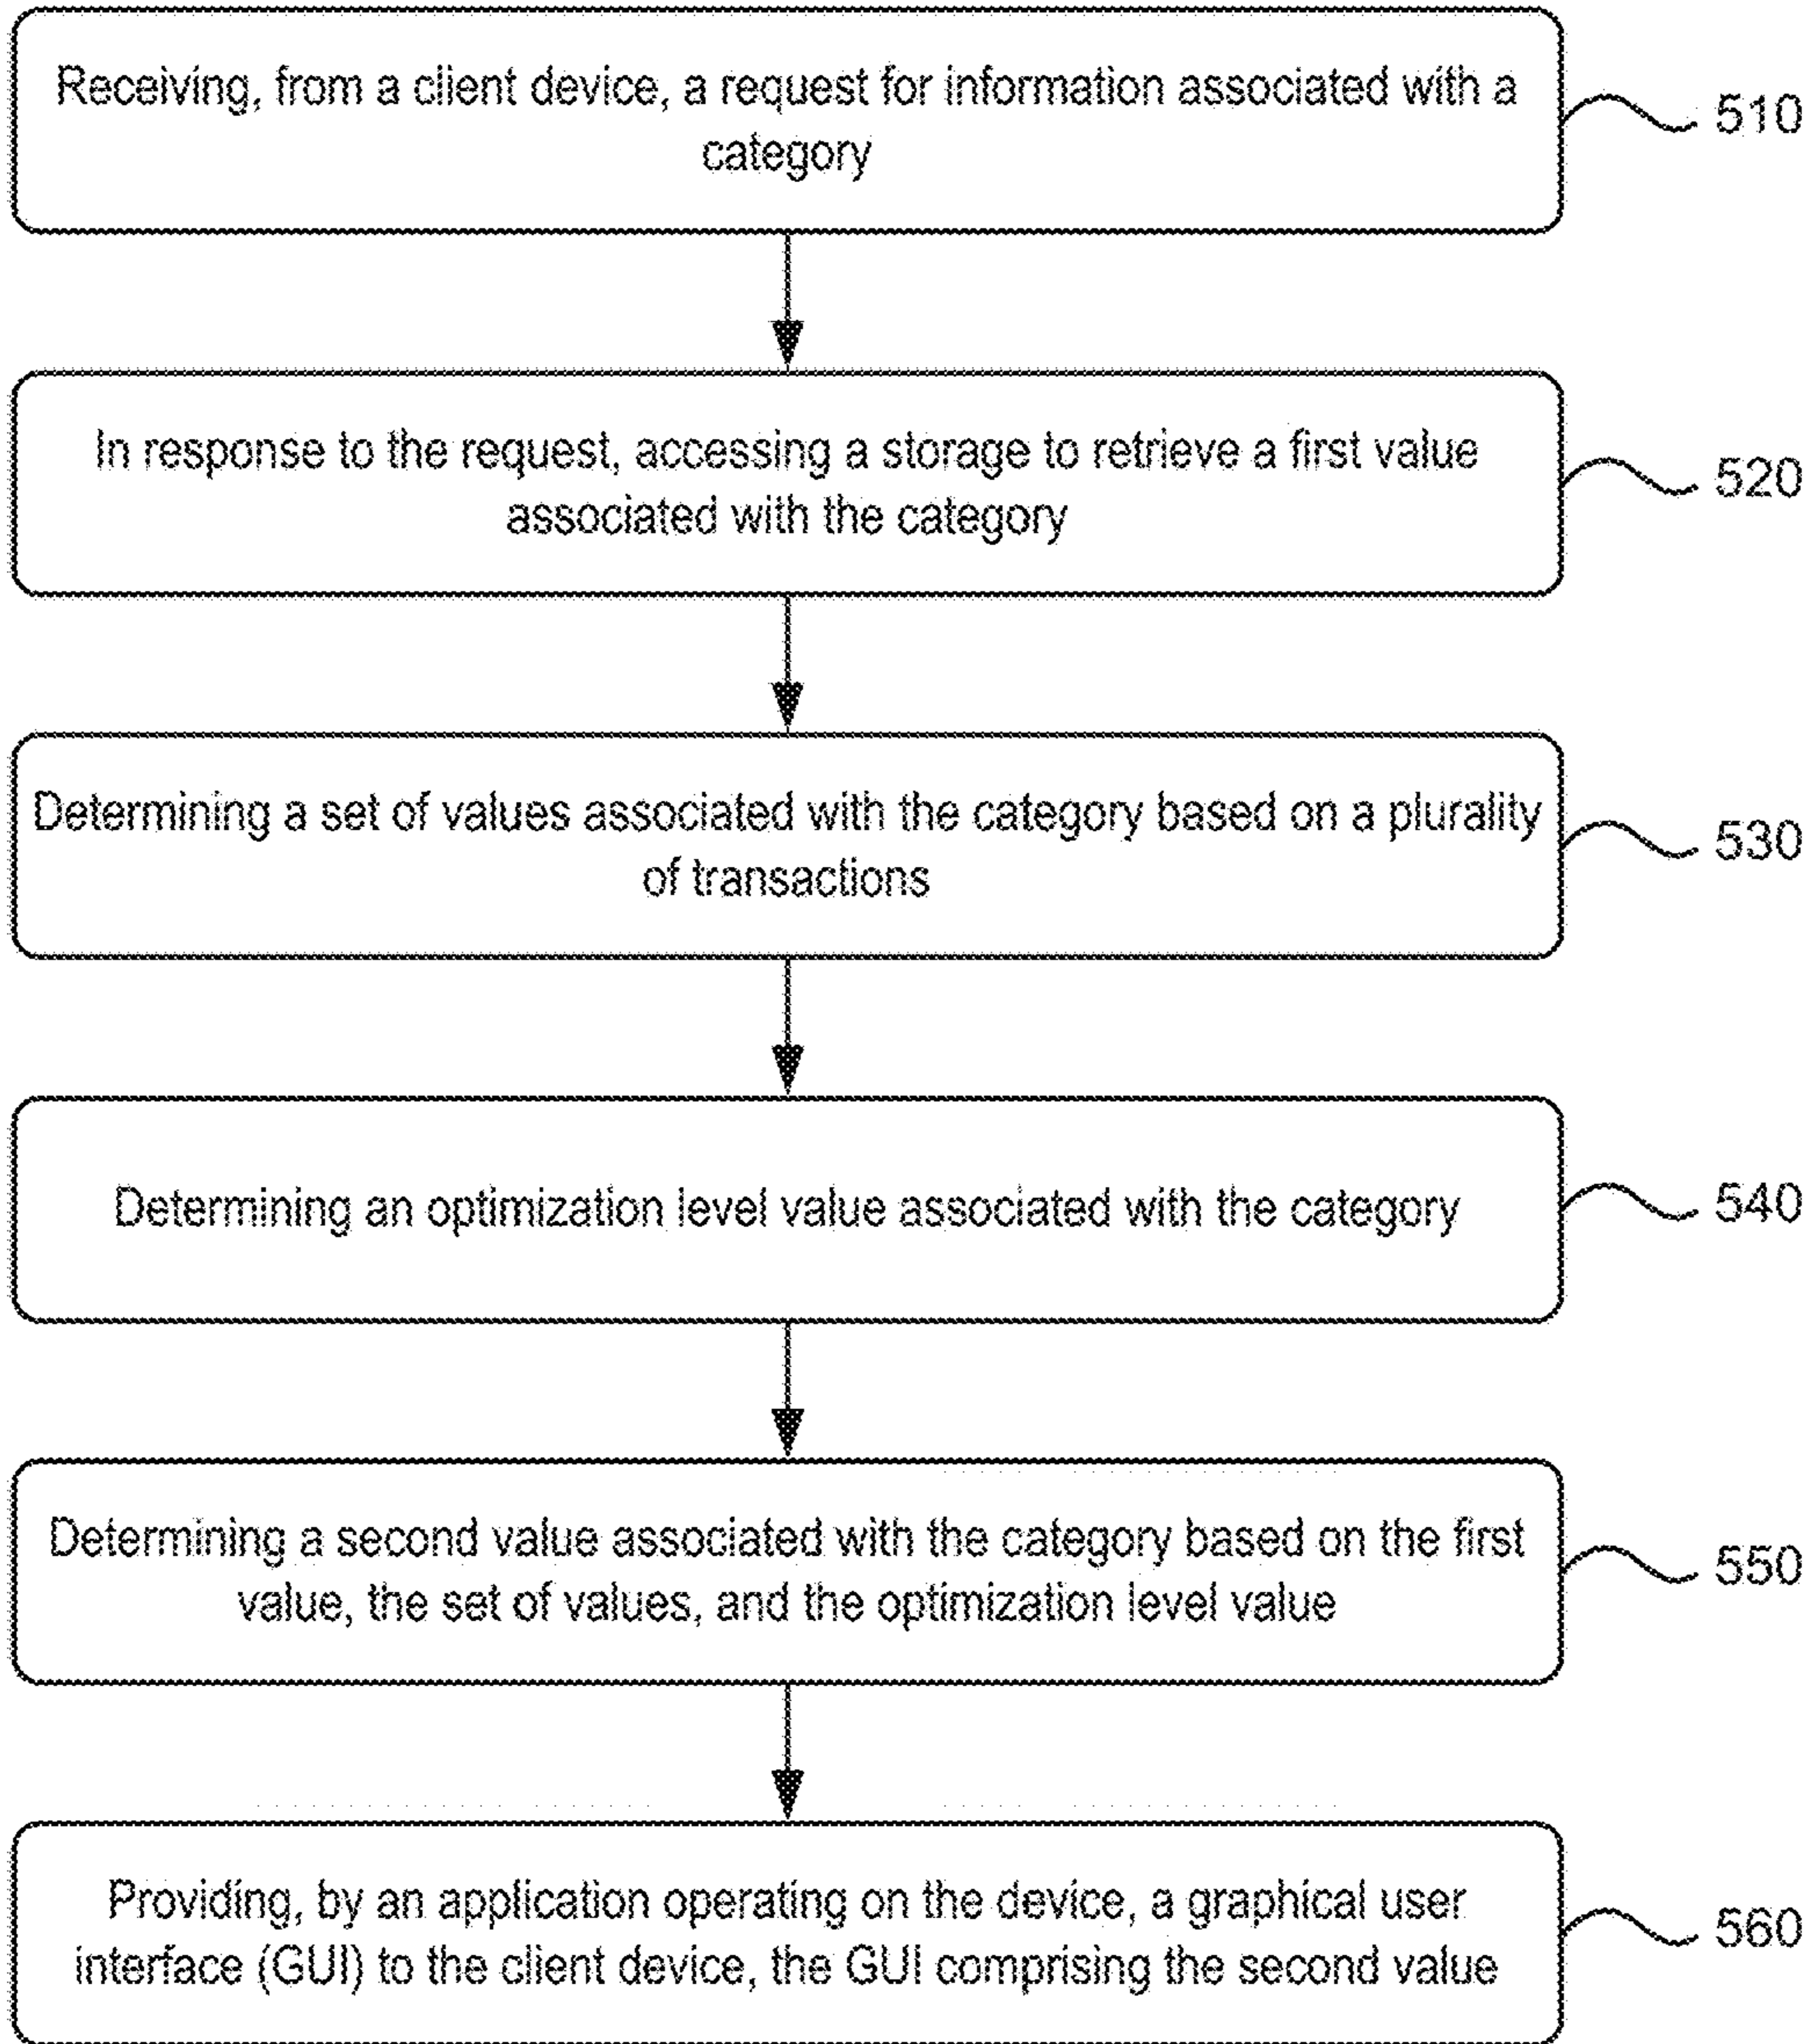 Receiving, from a client device, a request for information associated with a
category
510
In response to the request, accessing a storage to retrieve a first value
associated with the category
520
Determining a set of values associated with the category based on a plurality
of transactions
530
Determining an optimization level value associated with the category
540
Determining a second value associated with the category based on the first
value, the set of values, and the optimization level value
550
Providing, by an application operating on the device, a graphical user
interface (GUI) to the client device, the GUI comprising the second value
560